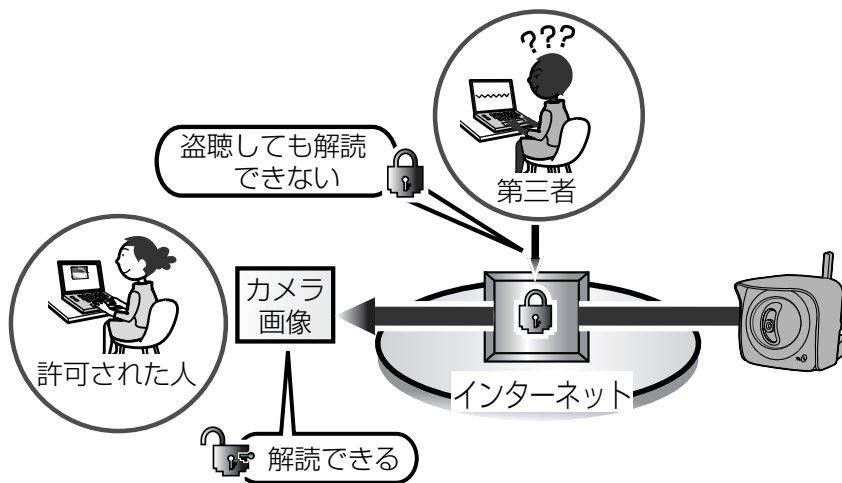 ???
盗聴しても解読
できない
第三者
カメラ
画像
許可された人
インターネット
解読できる